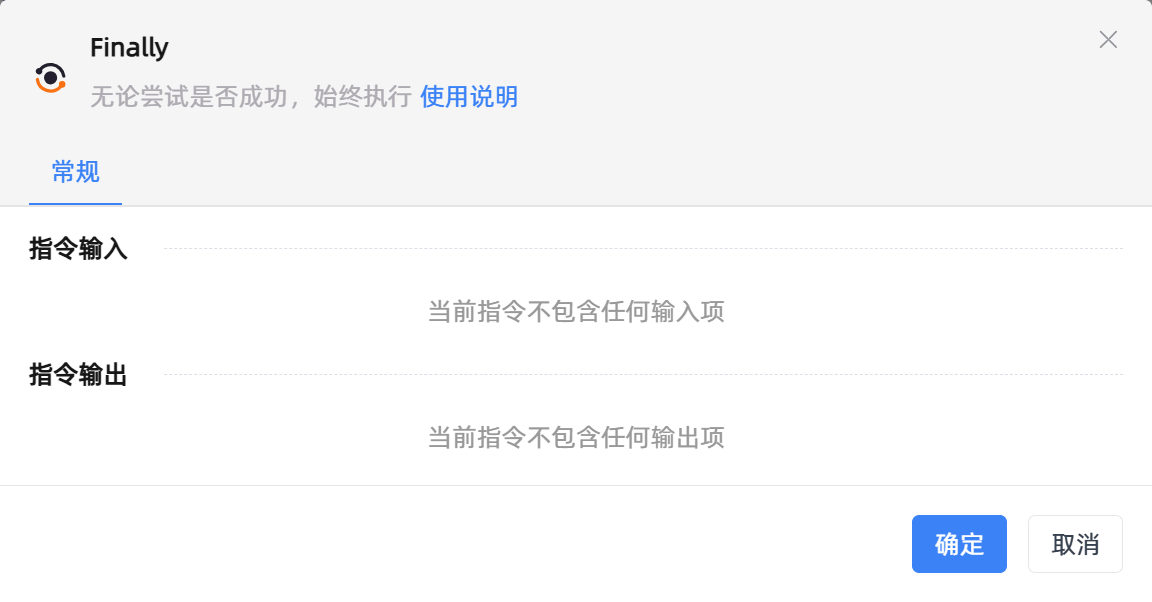 Finally
无论尝试是否成功，始终执行 使用说明
常规
指令输入
当前指令不包含任何输入项
指令输出
当前指令不包含任何输出项
确定 取消